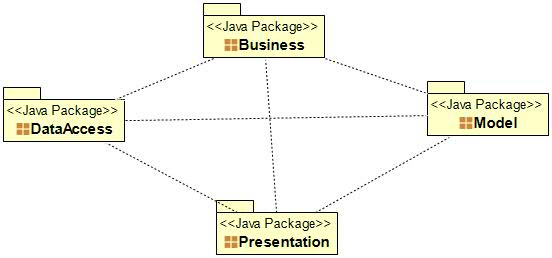 <<Java Package>>
Business
<<Java Package>>
DataAccess
<<Java Package>>
Model
<<Java Package>>
Presentation